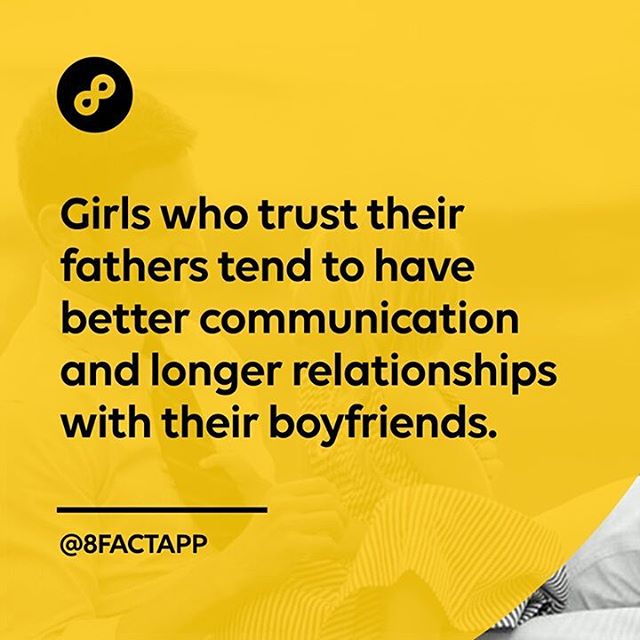 Girls who trust their
fathers tend to have
better communication
and longer relationships
with their boyfriends.
@8FACTAPP